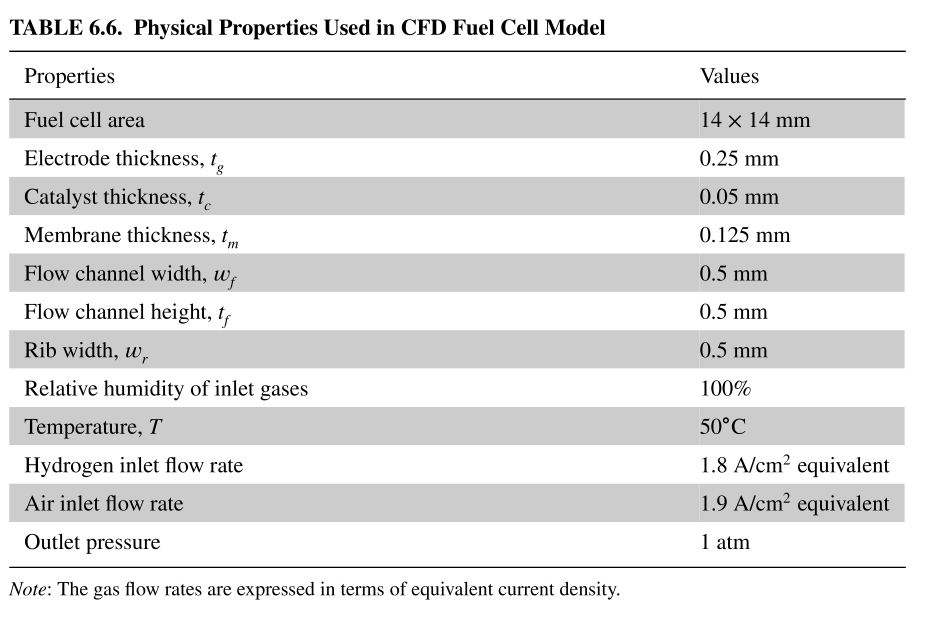 TABLE 6.6. Physical Properties Used in CFD Fuel Cell Model
Properties Values
Fuel cell area 14 × 14 mm
Electrode thickness, t_g 0.25 mm
Catalyst thickness, t_c 0.05 mm
Membrane thickness, t_m 0.125 mm
Flow channel width, w_f 0.5 mm
Flow channel height, t_f 0.5 mm
Rib width, w_r 0.5 mm
Relative humidity of inlet gases 100%
Temperature, T 50°C
Hydrogen inlet flow rate 1.8 A/cm² equivalent
Air inlet flow rate 1.9 A/cm² equivalent
Outlet pressure 1 atm
Note: The gas flow rates are expressed in terms of equivalent current density.